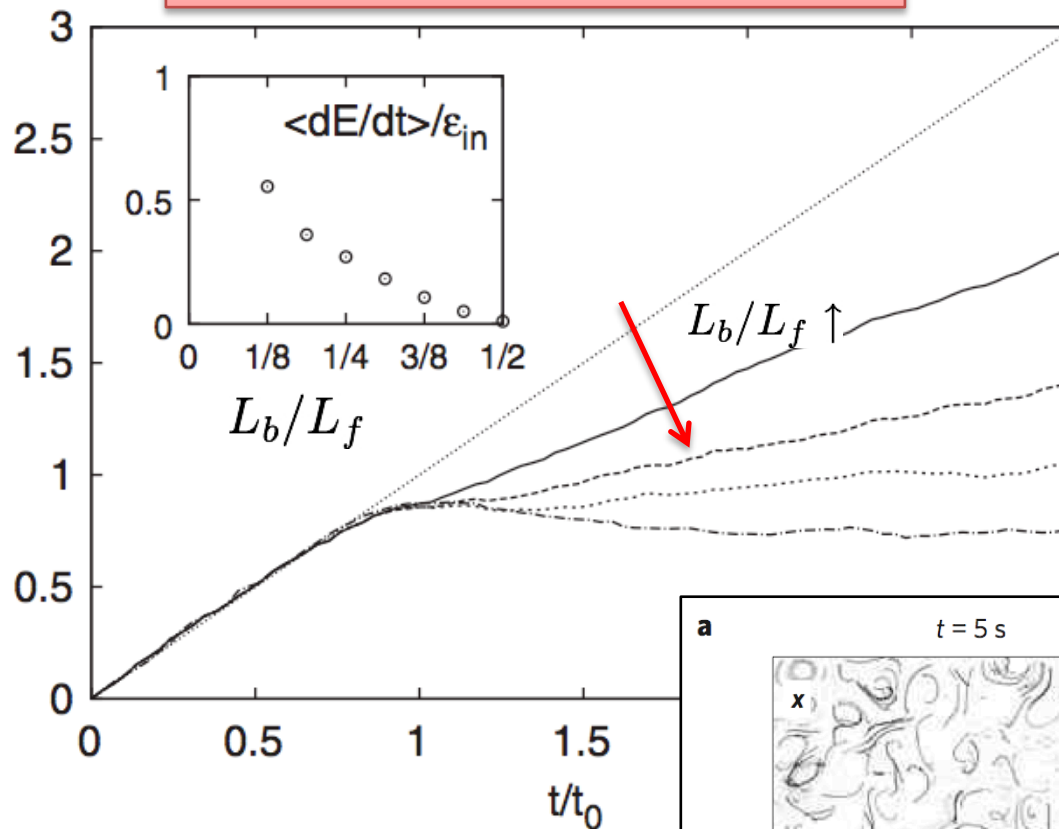 3
2.5
2
1.5
1
0.5
0
1
0.5
0
<dE/dt>/ε_in
0 1/8 1/4 3/8 1/2
L_b/L_f
L_b/L_f ↑
0 0.5 1 1.5
t/t_0
a t = 5 s
x